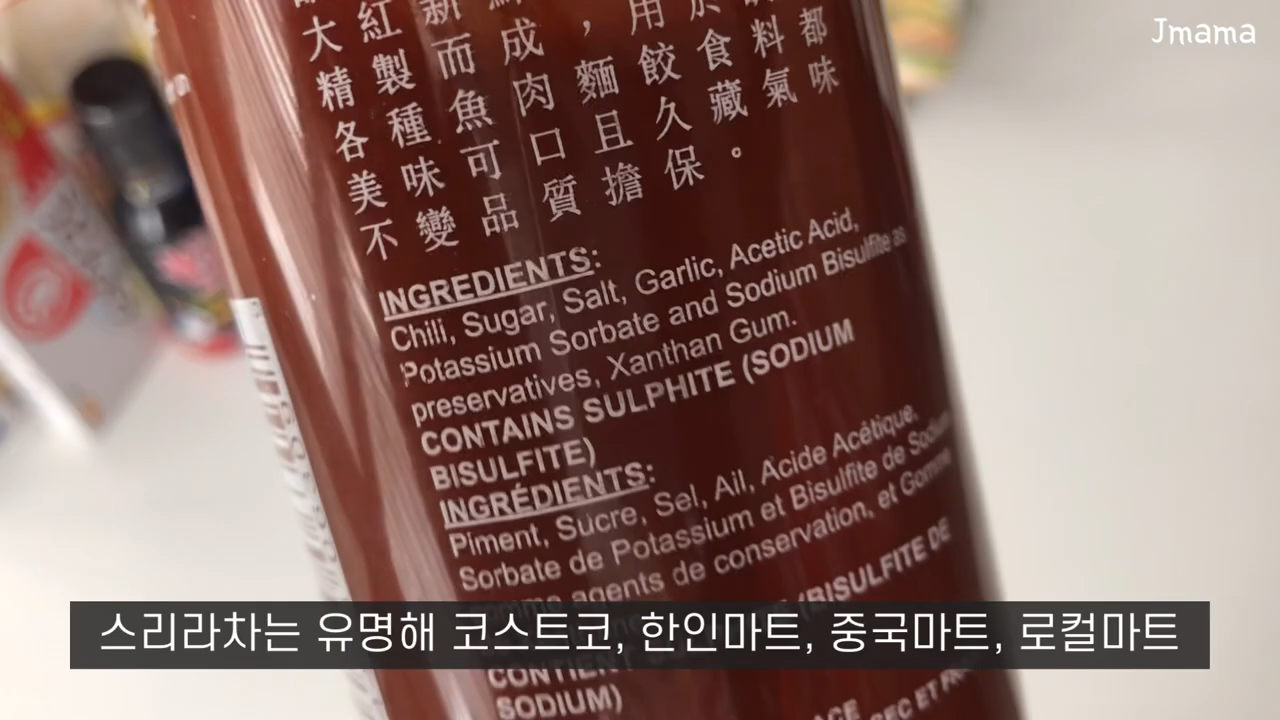 大紅新
精製而成，用於
各種魚肉麵餃食料都
美味可口且久藏氣味
不變品質擔保。
INGREDIENTS:
Chili, Sugar, Salt, Garlic, Acetic Acid,
Potassium Sorbate and Sodium Bisulfite as
preservatives, Xanthan Gum.
CONTAINS SULPHITE (SODIUM
BISULFITE)
INGRÉDIENTS:
Piment, Sucre, Sel, Ail, Acide Acétique,
Sorbate de Potassium et Bisulfite de Sodium
comme agents de conservation, et Gomme
(BISULFITE DE
SODIUM)
SEC ET
Jmama
스리라차는 유명해 코스트코, 한인마트, 중국마트, 로컬마트